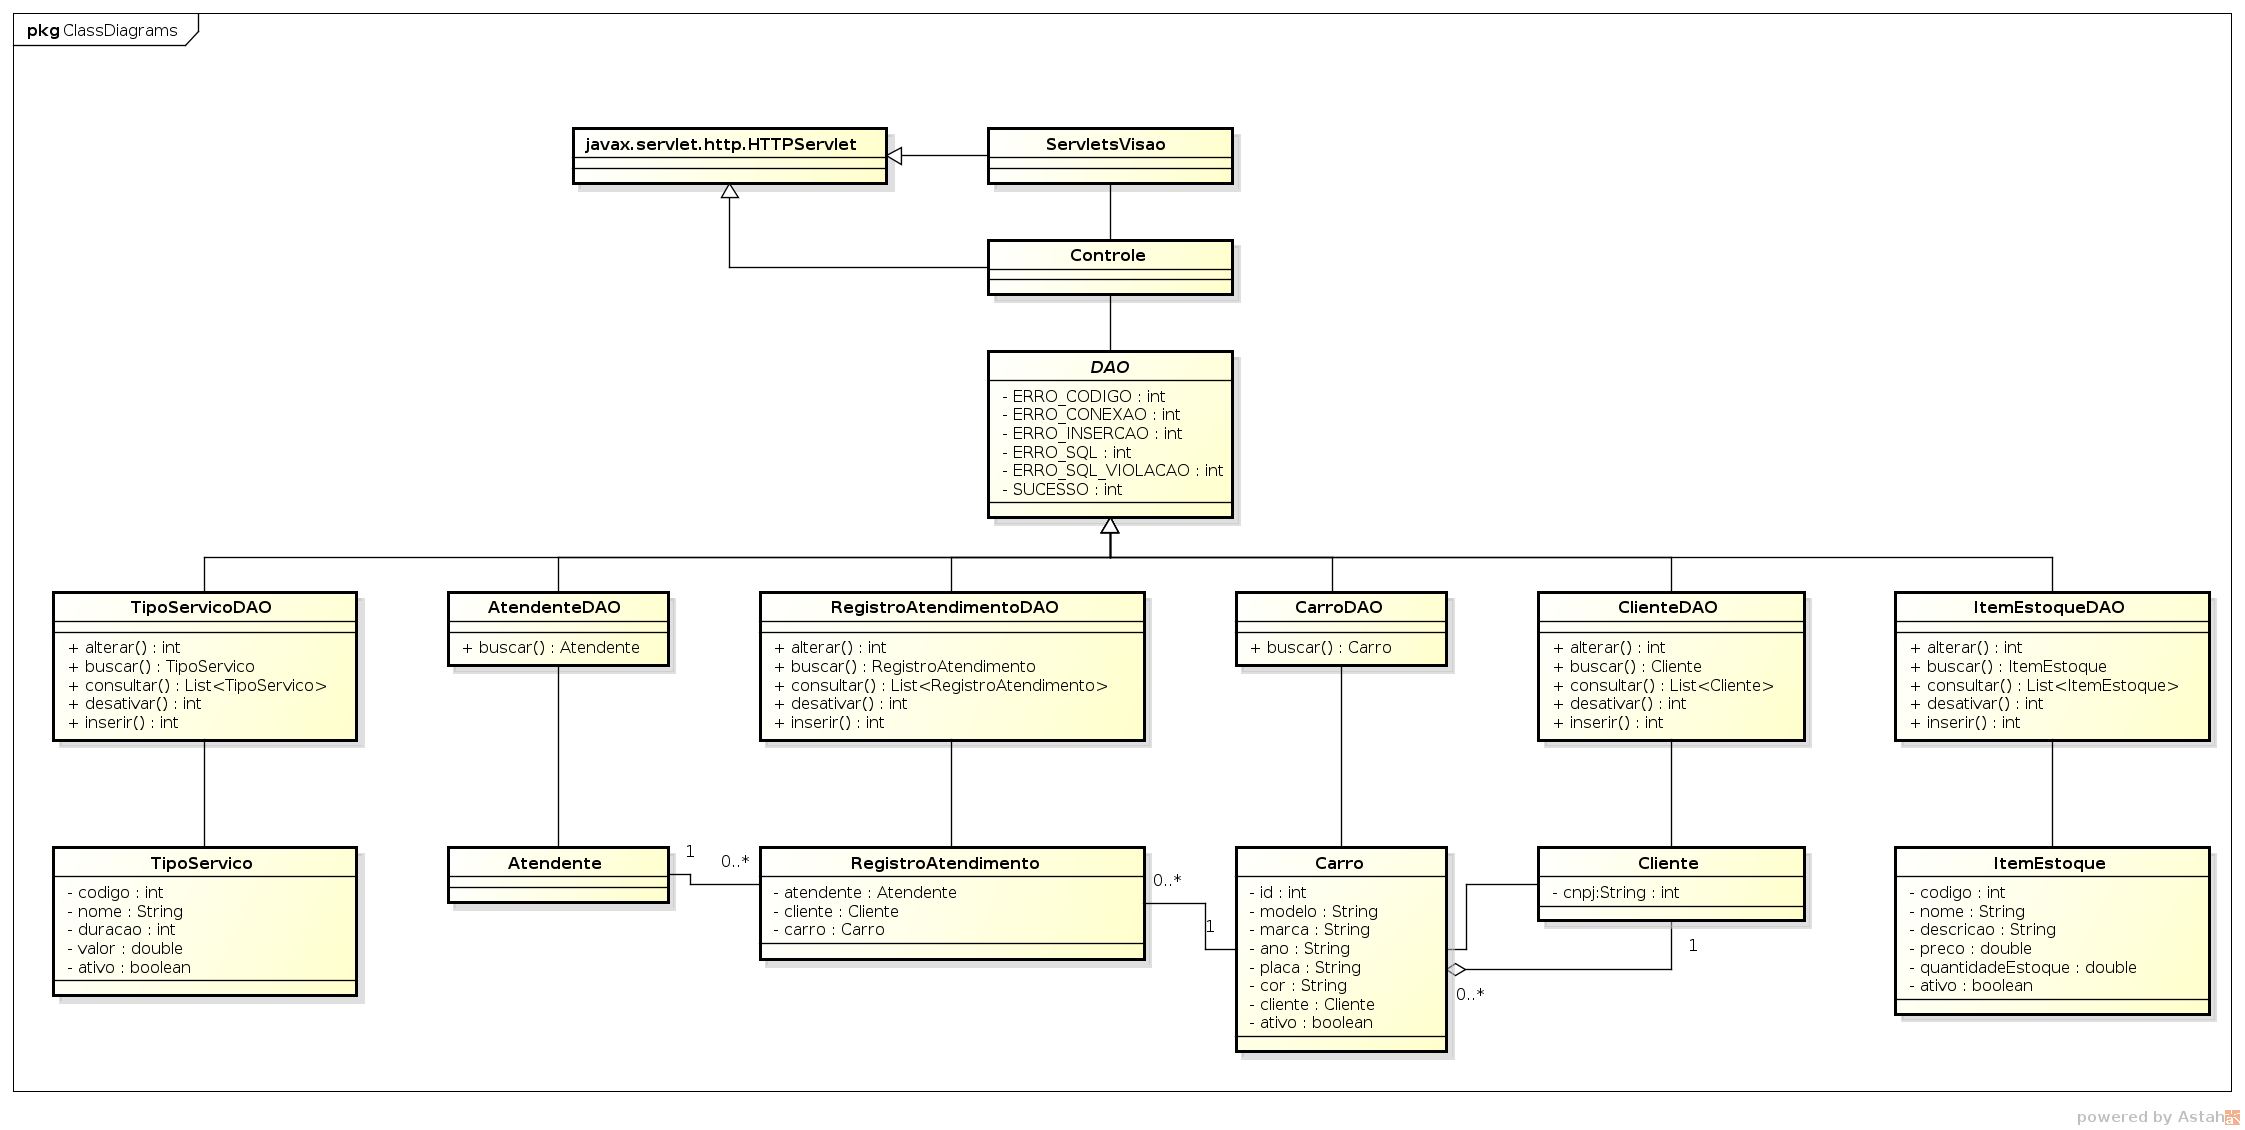 pkg ClassDiagrams
javax.servlet.http.HTTPServlet
ServletsVisao
Controle
DAO
- ERRO_CODIGO : int
- ERRO_CONEXAO : int
- ERRO_INSERCAO : int
- ERRO_SQL : int
- ERRO_SQL_VIOLACAO : int
- SUCESSO : int
TipoServicoDAO
+ alterar() : int
+ buscar() : TipoServico
+ consultar() : List<TipoServico>
+ desativar() : int
+ inserir() : int
AtendenteDAO
+ buscar() : Atendente
RegistroAtendimentoDAO
+ alterar() : int
+ buscar() : RegistroAtendimento
+ consultar() : List<RegistroAtendimento>
+ desativar() : int
+ inserir() : int
CarroDAO
+ buscar() : Carro
ClienteDAO
+ alterar() : int
+ buscar() : Cliente
+ consultar() : List<Cliente>
+ desativar() : int
+ inserir() : int
ItemEstoqueDAO
+ alterar() : int
+ buscar() : ItemEstoque
+ consultar() : List<ItemEstoque>
+ desativar() : int
+ inserir() : int
TipoServico
- codigo : int
- nome : String
- duracao : int
- valor : double
- ativo : boolean
Atendente
1
0..*
RegistroAtendimento
- atendente : Atendente
- cliente : Cliente
- carro : Carro
0..*
1
Carro
- id : int
- modelo : String
- marca : String
- ano : String
- placa : String
- cor : String
- cliente : Cliente
- ativo : boolean
Cliente
- cnpj:String : int
1
0..*
ItemEstoque
- codigo : int
- nome : String
- descricao : String
- preco : double
- quantidadeEstoque : double
- ativo : boolean
powered by Astah